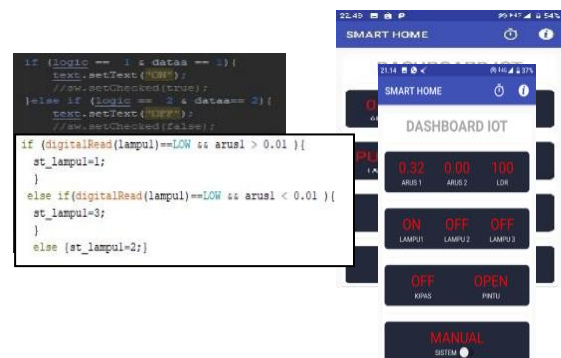 if (logic == 1 & dataa == 1){
text.setText("ON");
//sw.setChecked(true);
}else if (logic == 2 & dataa== 2){
text.setText("OFF");
//sw.setChecked(false);
if (digitalRead(lampu1)==LOW && arus1 > 0.01 ){
st_lampu1=1;
}
else if(digitalRead(lampu1)==LOW && arus1 < 0.01 ){
st_lampu1=3;
}
else {st_lampu1=2;}
22.49
54%
SMART HOME
21.14
37%
SMART HOME
DASHBOARD IOT
0.32 0.00 100
ARUS 1 ARUS 2 LDR
ON OFF OFF
LAMPU1 LAMPU 2 LAMPU 3
OFF OPEN
KIPAS PINTU
MANUAL
SISTEM